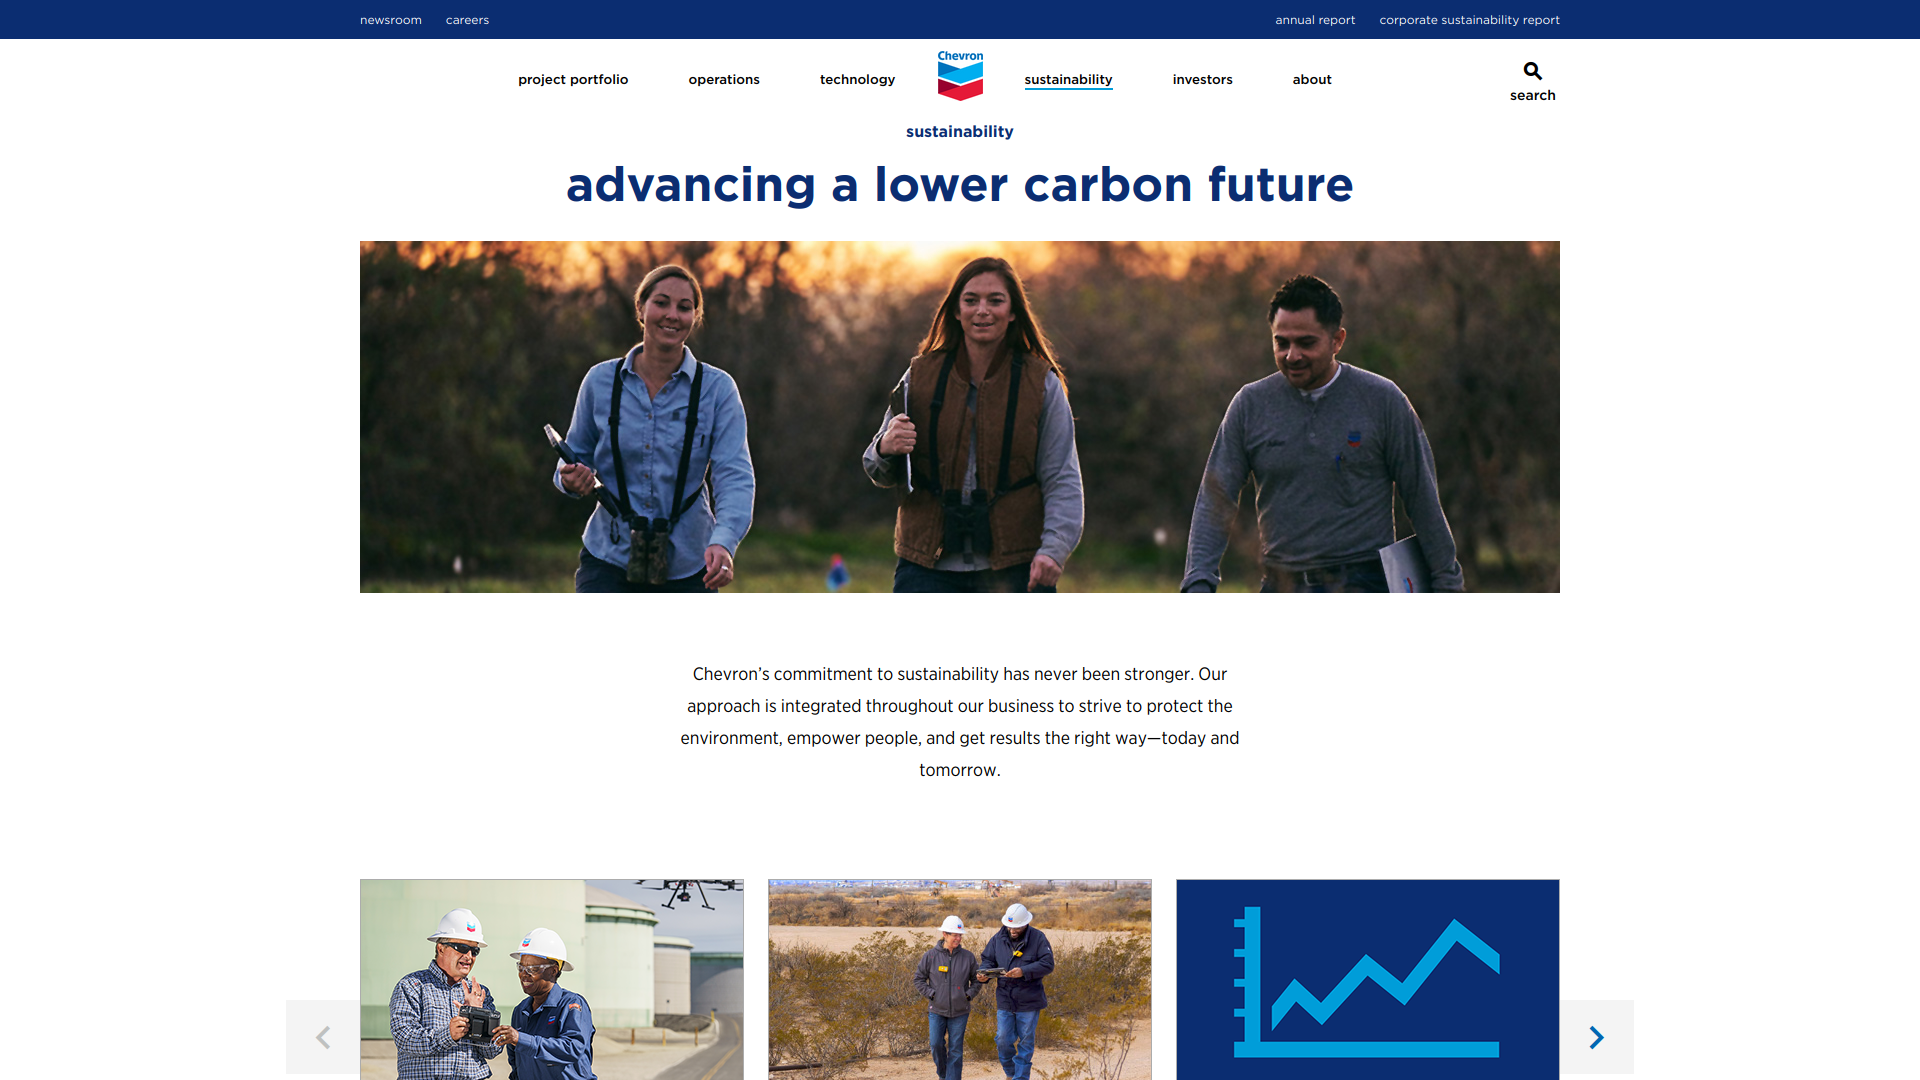 newsroom careers annual report corporate sustainability report
project portfolio operations technology Chevron sustainability investors about search
sustainability
advancing a lower carbon future
Chevron’s commitment to sustainability has never been stronger. Our
approach is integrated throughout our business to strive to protect the
environment, empower people, and get results the right way—today and
tomorrow.